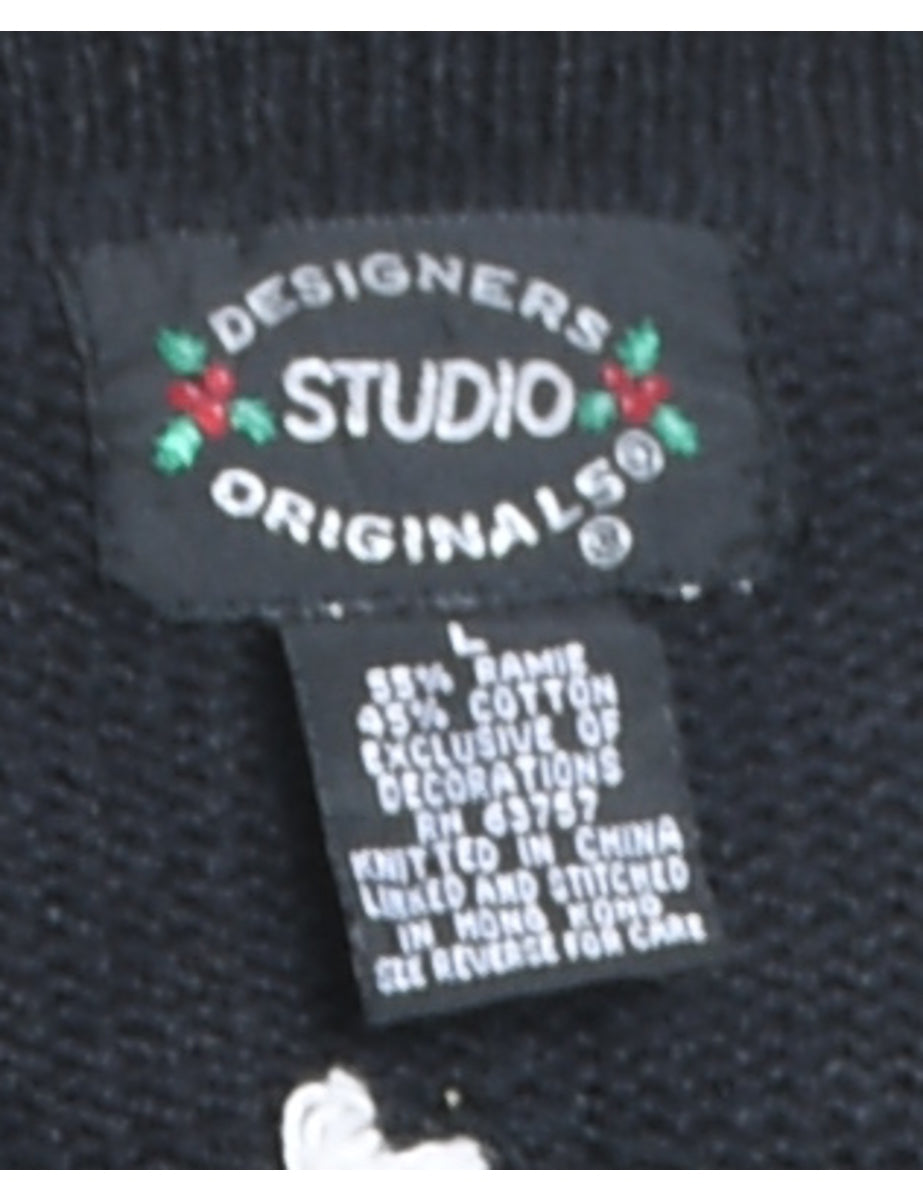 DESIGNERS
STUDIO
ORIGINALS®
®
L
55% RAMIE
45% COTTON
EXCLUSIVE OF
DECORATIONS
RN 63757
KNITTED IN CHINA
LINKED AND STITCHED
IN HONG KONG
SEE REVERSE FOR CARE